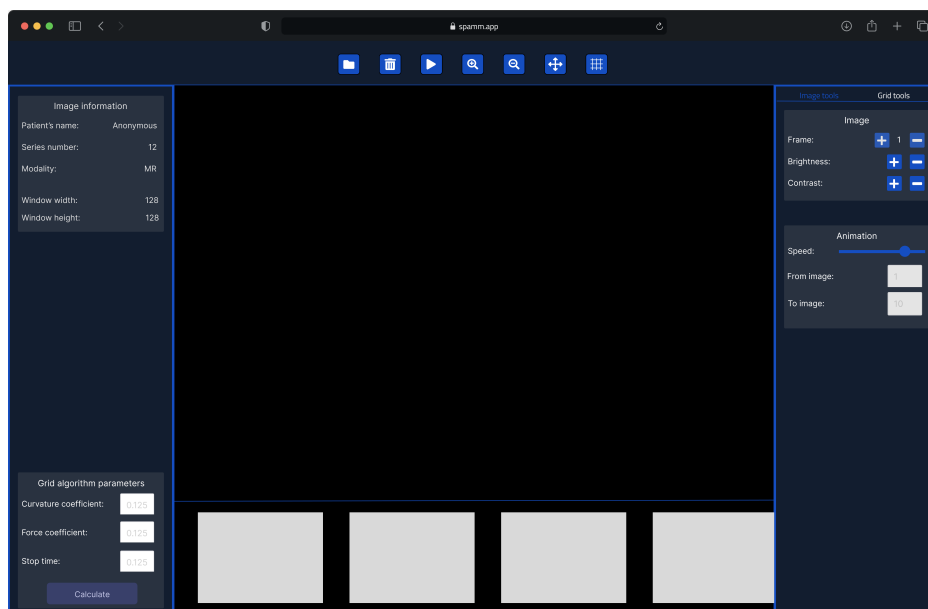 spamm.app
Image information
Patient's name: Anonymous
Series number: 12
Modality: MR
Window width: 128
Window height: 128
Grid algorithm parameters
Curvature coefficient: 0.125
Force coefficient: 0.125
Stop time: 0.125
Calculate
Image tools Grid tools
Image
Frame: 1
Brightness:
Contrast:
Animation
Speed:
From image: 1
To image: 10